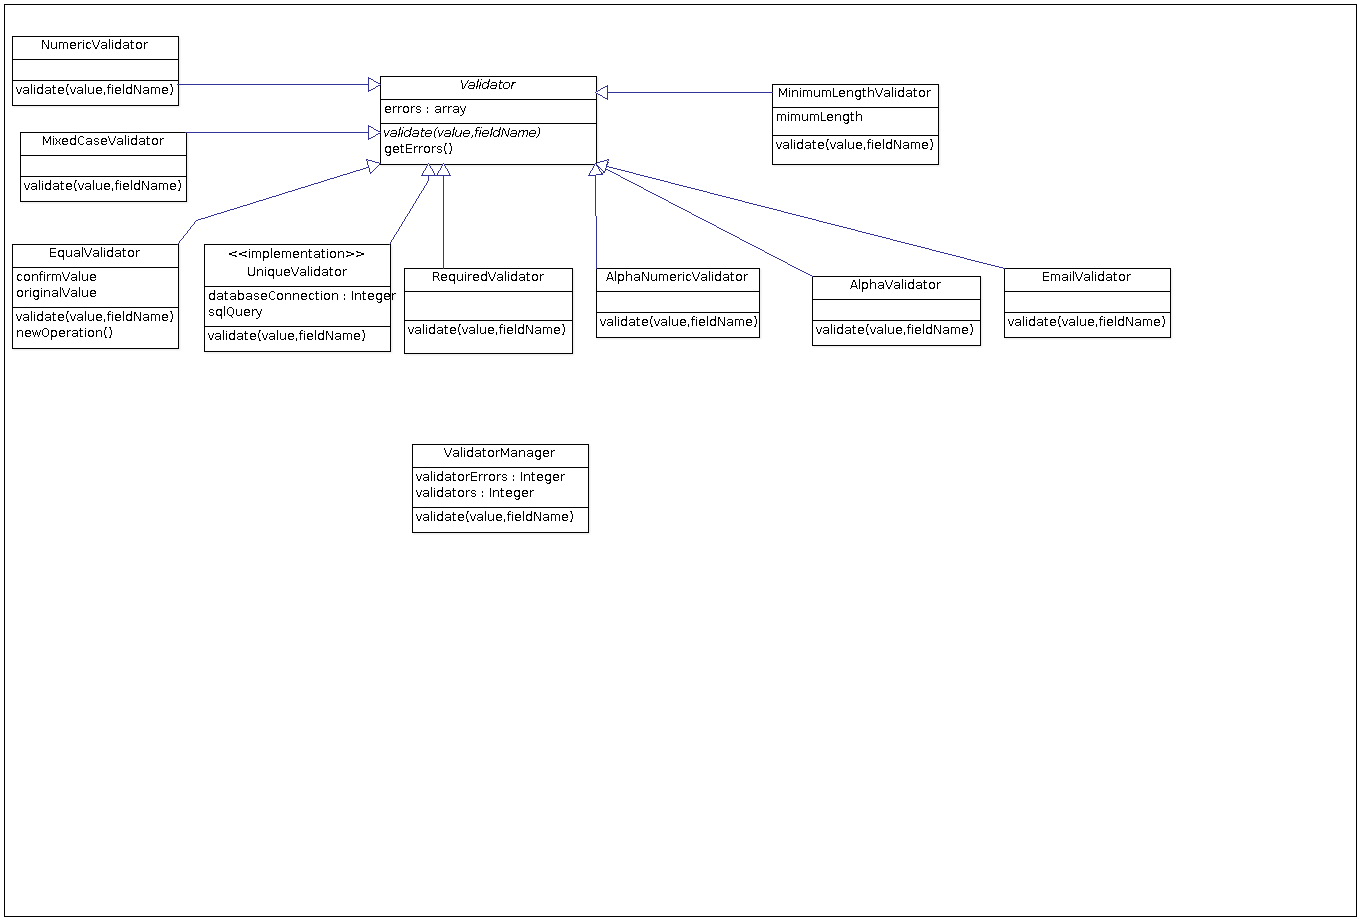 NumericValidator
validate(value,fieldName)
Validator
errors : array
validate(value,fieldName)
getErrors()
MinimumLengthValidator
mimumLength
validate(value,fieldName)
MixedCaseValidator
validate(value,fieldName)
EqualValidator
confirmValue
originalValue
validate(value,fieldName)
newOperation()
<<implementation>>
UniqueValidator
databaseConnection : Integer
sqlQuery
validate(value,fieldName)
RequiredValidator
validate(value,fieldName)
AlphaNumericValidator
validate(value,fieldName)
AlphaValidator
validate(value,fieldName)
EmailValidator
validate(value,fieldName)
ValidatorManager
validatorErrors : Integer
validators : Integer
validate(value,fieldName)